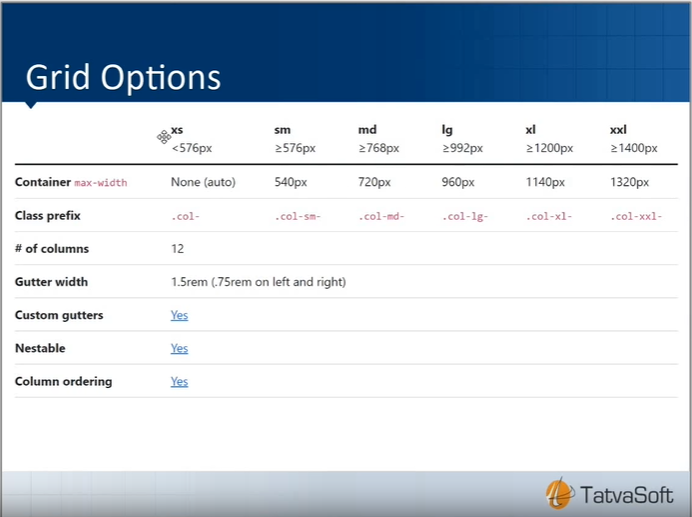 Grid Options
xs sm md lg xl xxl
<576px ≥576px ≥768px ≥992px ≥1200px ≥1400px
Container max-width None (auto) 540px 720px 960px 1140px 1320px
Class prefix .col- .col-sm- .col-md- .col-lg- .col-xl- .col-xxl-
# of columns 12
Gutter width 1.5rem (.75rem on left and right)
Custom gutters Yes
Nestable Yes
Column ordering Yes
TatvaSoft